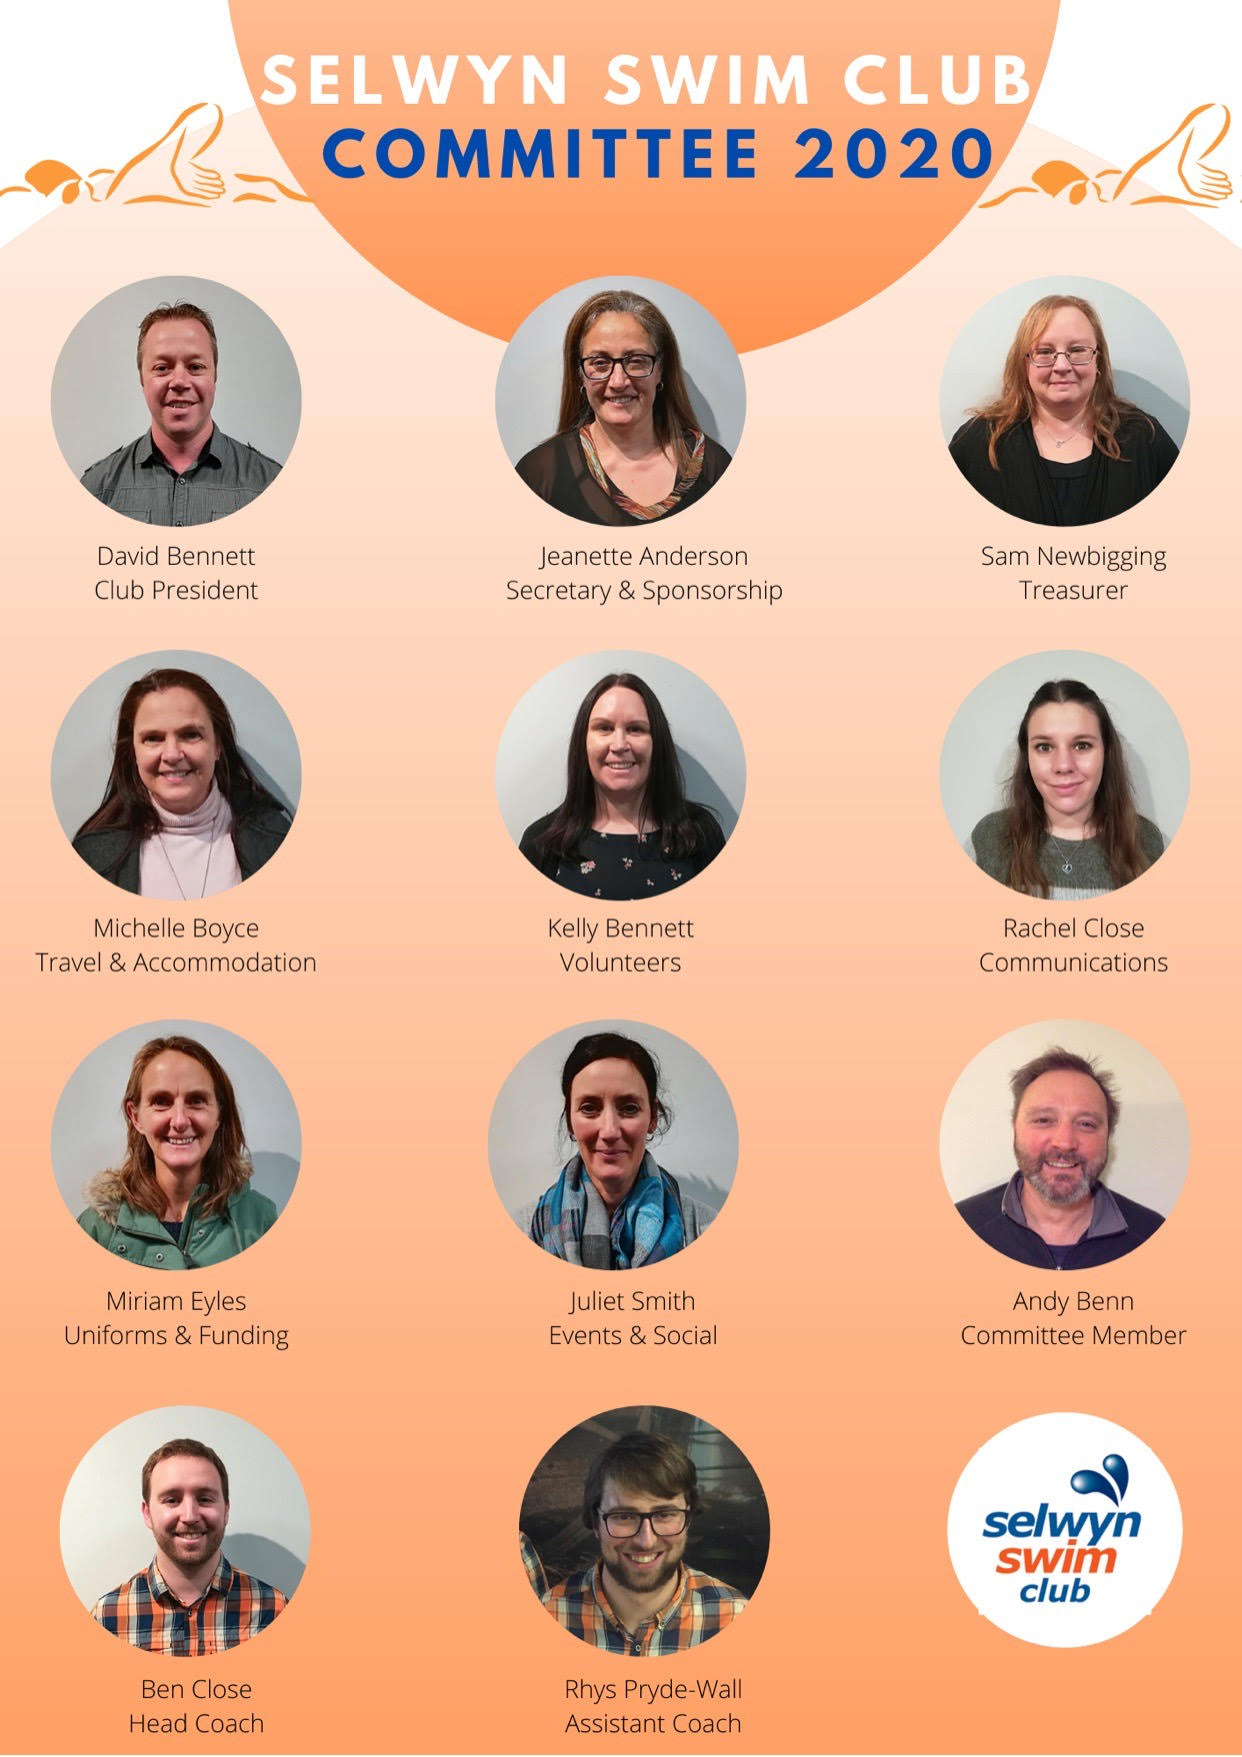 SELWYN SWIM CLUB
COMMITTEE 2020
David Bennett
Club President
Jeanette Anderson
Secretary & Sponsorship
Sam Newbigging
Treasurer
Michelle Boyce
Travel & Accommodation
Kelly Bennett
Volunteers
Rachel Close
Communications
Miriam Eyles
Uniforms & Funding
Juliet Smith
Events & Social
Andy Benn
Committee Member
Ben Close
Head Coach
Rhys Pryde-Wall
Assistant Coach
selwyn
swim
club